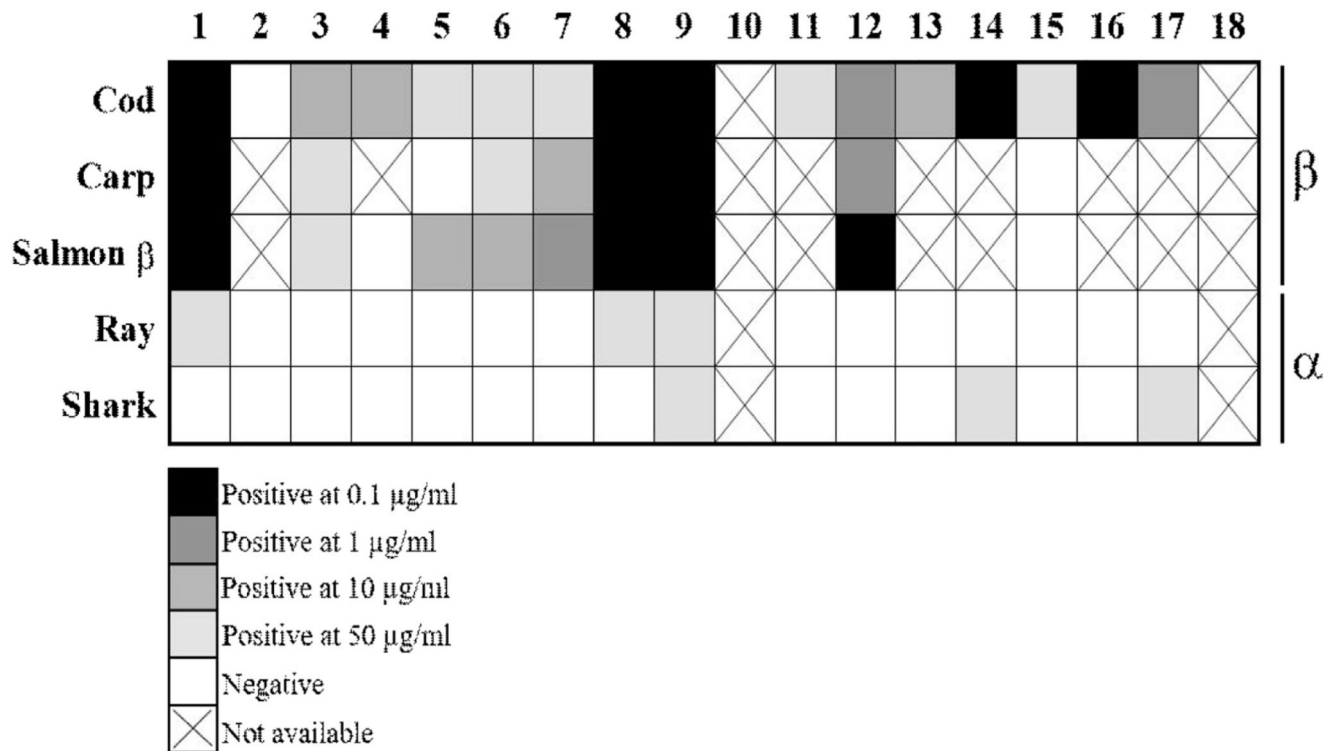 1 2 3 4 5 6 7 8 9 10 11 12 13 14 15 16 17 18
Cod
Carp
Salmon β
Ray
Shark
β
α
Positive at 0.1 µg/ml
Positive at 1 µg/ml
Positive at 10 µg/ml
Positive at 50 µg/ml
Negative
Not available